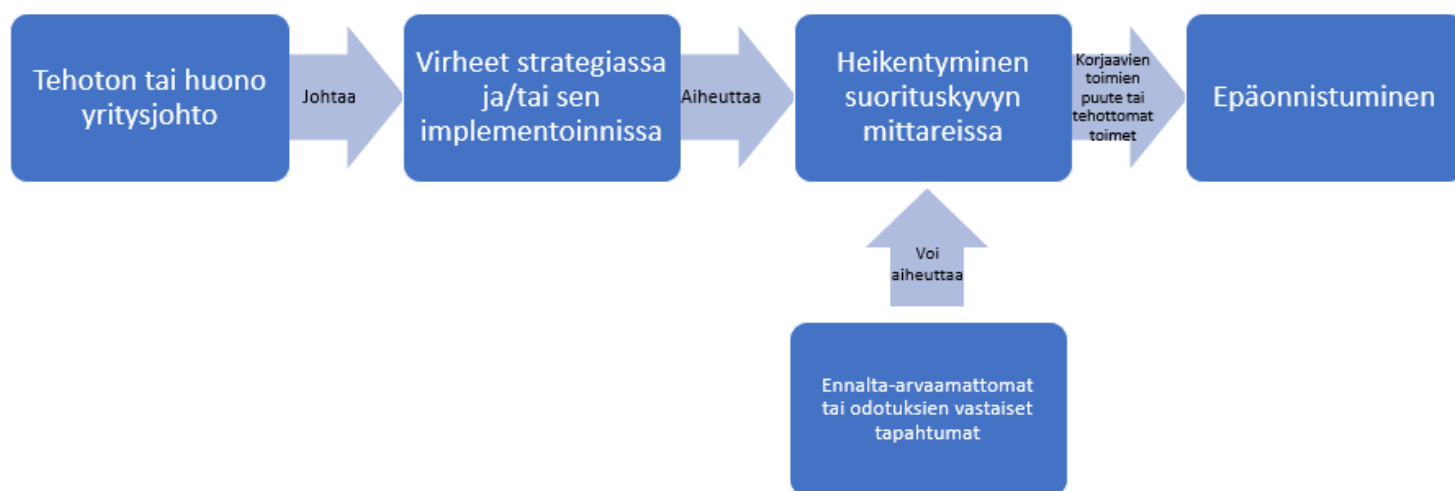 Tehoton tai huono
yritysjohto
Johtaa
Virheet strategiassa
ja/tai sen
implementoinnissa
Aiheuttaa
Heikentyminen
suorituskyvyn
mittareissa
Korjaavien
toimien
puute tai
tehottomat
toimet
Epäonnistuminen
Voi
aiheuttaa
Ennalta-arvaamattomat
tai odotuksien vastaiset
tapahtumat